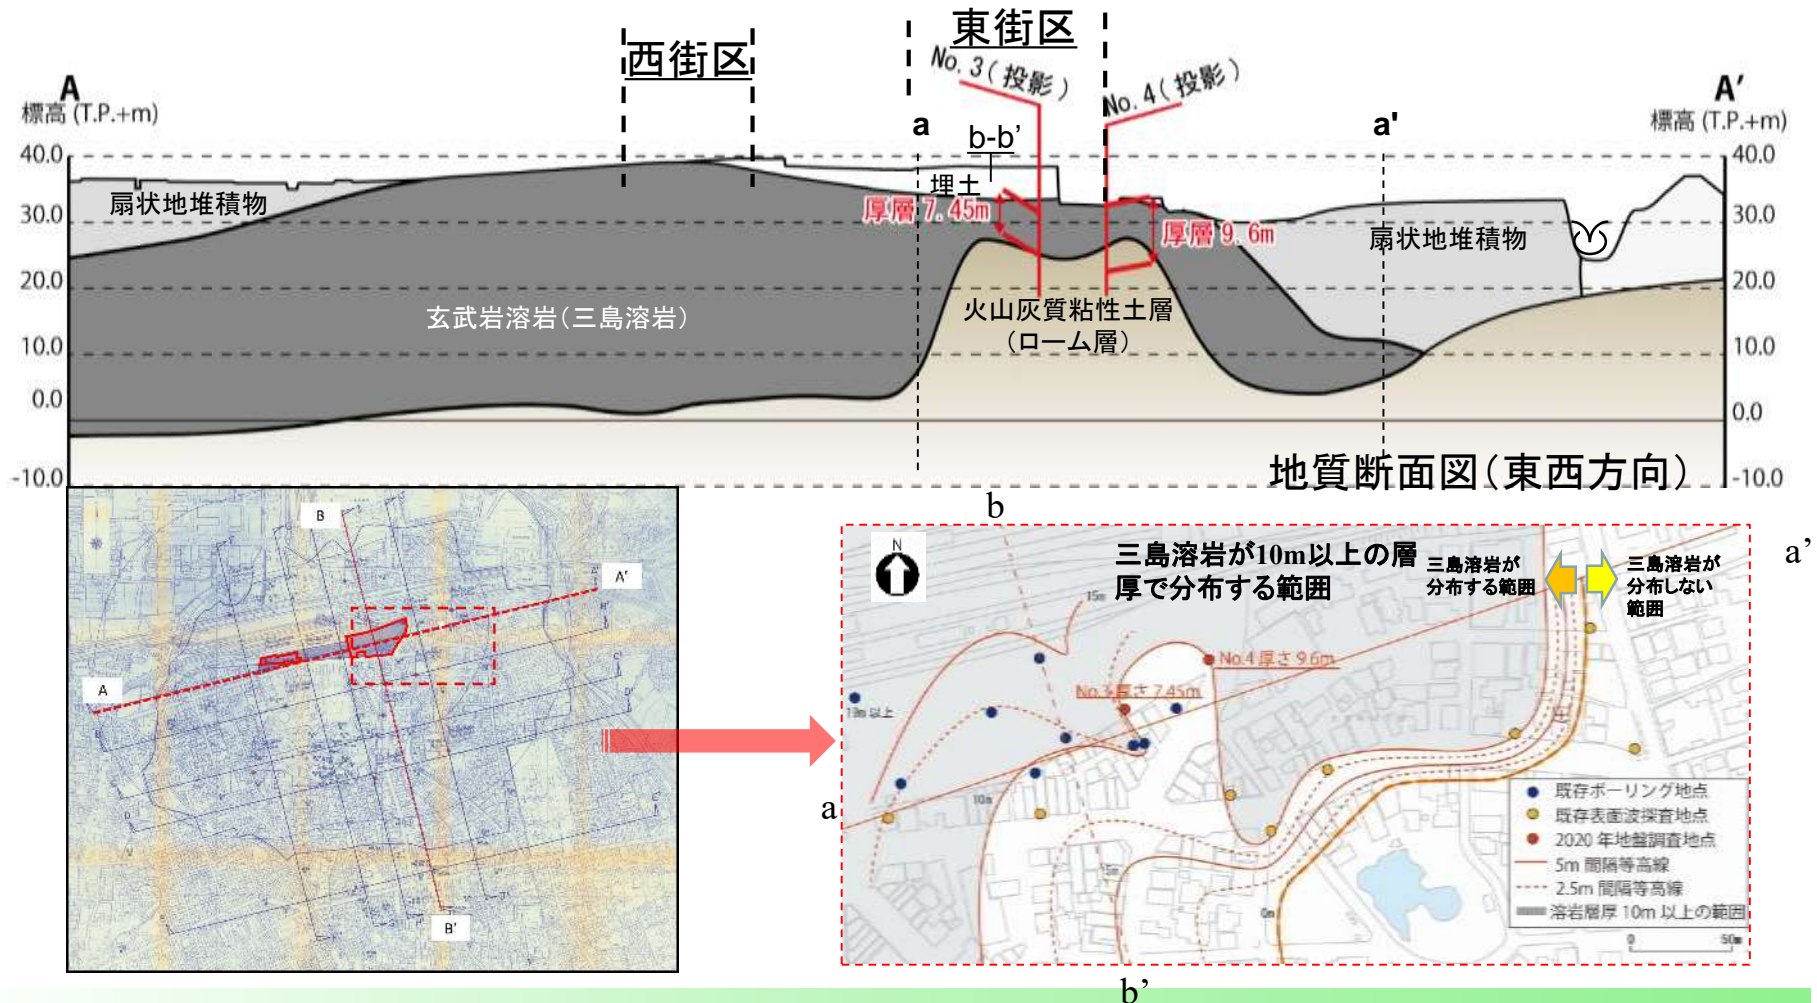 西街区
東街区
No.3(投影)
No.4(投影)
A
標高(T.P.+m)
A'
標高(T.P.+m)
a
b-b’
a'
40.0
30.0
20.0
10.0
0.0
-10.0
40.0
30.0
20.0
10.0
0.0
-10.0
扇状地堆積物
埋土
厚層 7.45m
厚層 9.6m
扇状地堆積物
玄武岩溶岩(三島溶岩)
火山灰質粘性土層
(ローム層)
地質断面図(東西方向)
B
A'
A
B'
b
a’
a
b’
N
三島溶岩が10m以上の層
厚で分布する範囲
三島溶岩が
分布する範囲
三島溶岩が
分布しない
範囲
15m
No.4 厚さ 9.6m
No.3 厚さ 7.45m
10m
5m
0m
既存ボーリング地点
既存表面波探査地点
2020 年地盤調査地点
5m 間隔等高線
2.5m 間隔等高線
溶岩層厚 10m 以上の範囲
0
50m